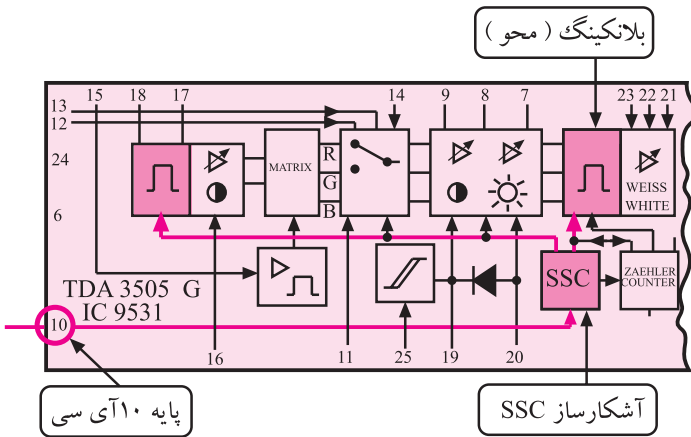 بلانکینگ ( محو )
13 15 18 17 14 9 8 7 23 22 21
12
24
6
MATRIX
R
G
B
WEISS
WHITE
SSC
ZAEHLER
COUNTER
TDA 3505 G
IC 9531
10
16 11 25 19 20
پایه ۱۰آی سی
آشکارساز SSC